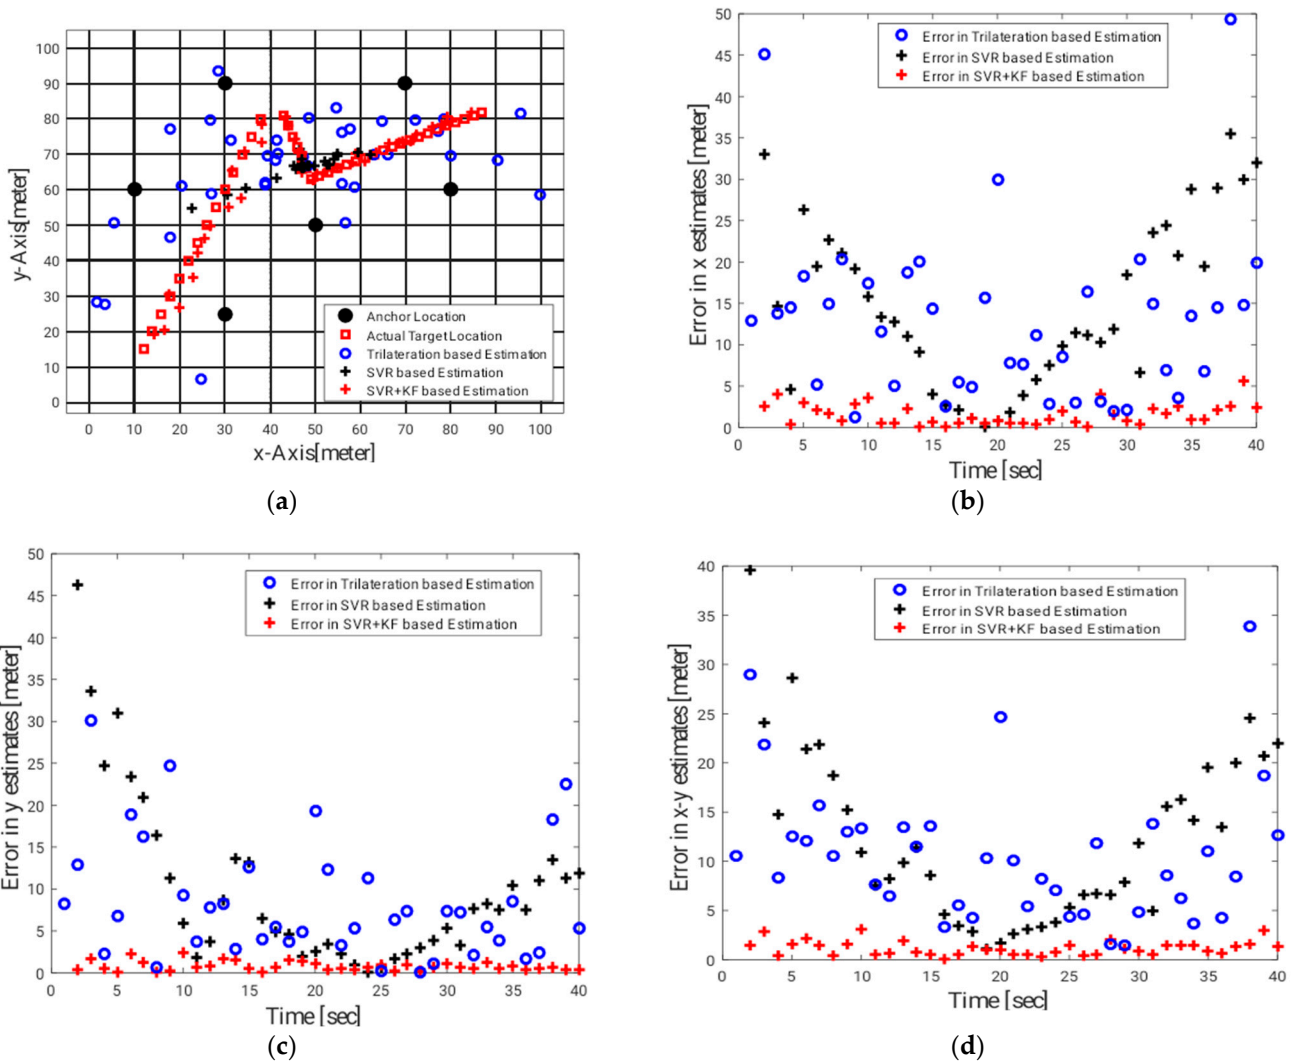 100
90
80
70
60
50
40
30
20
10
0
y-Axis[meter]
Anchor Location
Actual Target Location
Trilateration based Estimation
SVR based Estimation
SVR+KF based Estimation
0 10 20 30 40 50 60 70 80 90 100
x-Axis[meter]
(a)
50
45
40
35
30
25
20
15
10
5
0
Error in x estimates [meter]
Error in Trilateration based Estimation
Error in SVR based Estimation
Error in SVR+KF based Estimation
0 5 10 15 20 25 30 35 40
Time [sec]
(b)
50
45
40
35
30
25
20
15
10
5
0
Error in y estimates [meter]
Error in Trilateration based Estimation
Error in SVR based Estimation
Error in SVR+KF based Estimation
0 5 10 15 20 25 30 35 40
Time [sec]
(c)
40
35
30
25
20
15
10
5
0
Error in x-y estimates [meter]
Error in Trilateration based Estimation
Error in SVR based Estimation
Error in SVR+KF based Estimation
0 5 10 15 20 25 30 35 40
Time [sec]
(d)